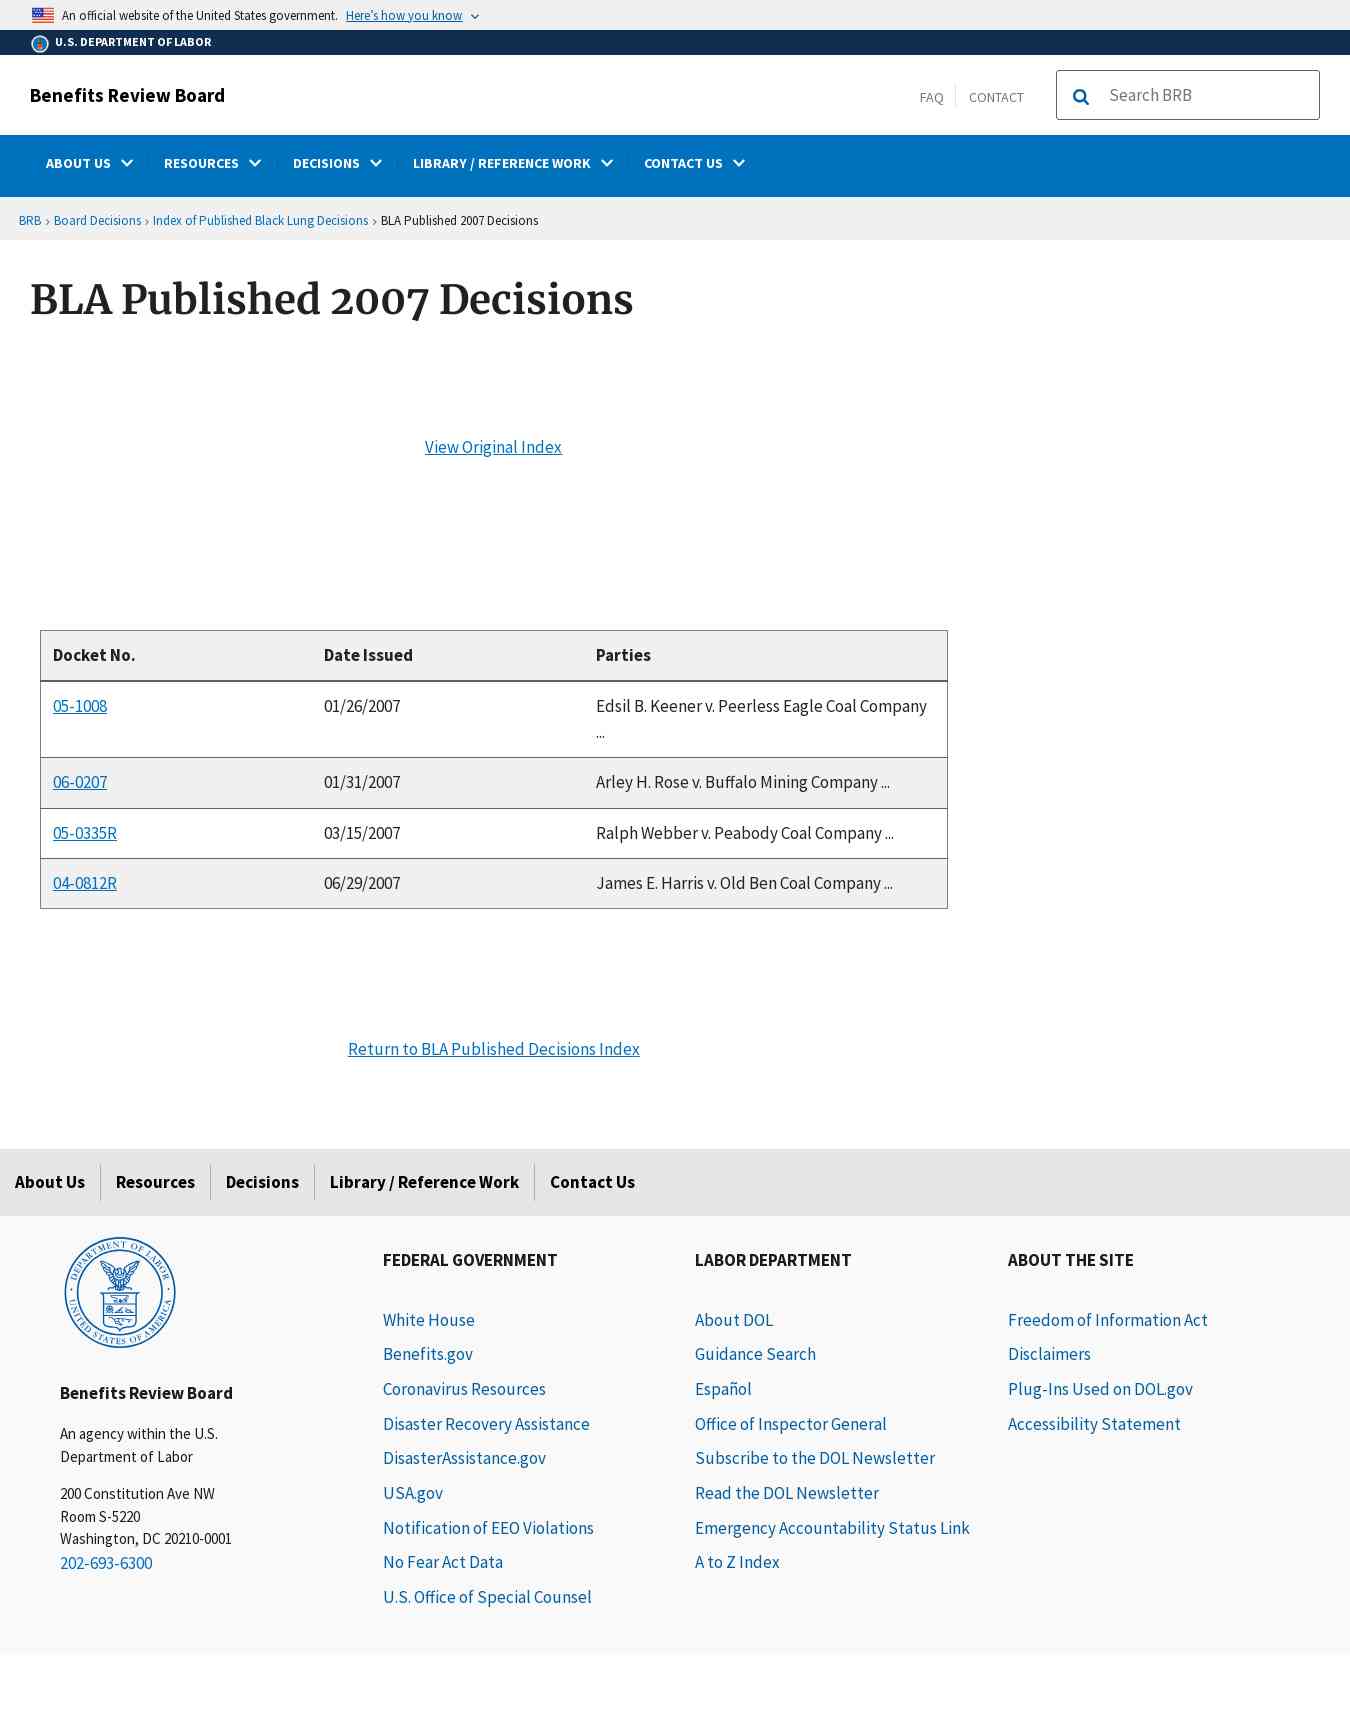 An official website of the United States government. Here's how you know
U.S. DEPARTMENT OF LABOR
Benefits Review Board
FAQ
CONTACT
Search BRB
ABOUT US
RESOURCES
DECISIONS
LIBRARY / REFERENCE WORK
CONTACT US
BRB › Board Decisions › Index of Published Black Lung Decisions › BLA Published 2007 Decisions
BLA Published 2007 Decisions
View Original Index
Docket No. Date Issued Parties
05-1008 01/26/2007 Edsil B. Keener v. Peerless Eagle Coal Company
...
06-0207 01/31/2007 Arley H. Rose v. Buffalo Mining Company ...
05-0335R 03/15/2007 Ralph Webber v. Peabody Coal Company ...
04-0812R 06/29/2007 James E. Harris v. Old Ben Coal Company ...
Return to BLA Published Decisions Index
About Us
Resources
Decisions
Library / Reference Work
Contact Us
DEPARTMENT OF LABOR
UNITED STATES OF AMERICA
Benefits Review Board
An agency within the U.S.
Department of Labor
200 Constitution Ave NW
Room S-5220
Washington, DC 20210-0001
202-693-6300
FEDERAL GOVERNMENT
White House
Benefits.gov
Coronavirus Resources
Disaster Recovery Assistance
DisasterAssistance.gov
USA.gov
Notification of EEO Violations
No Fear Act Data
U.S. Office of Special Counsel
LABOR DEPARTMENT
About DOL
Guidance Search
Español
Office of Inspector General
Subscribe to the DOL Newsletter
Read the DOL Newsletter
Emergency Accountability Status Link
A to Z Index
ABOUT THE SITE
Freedom of Information Act
Disclaimers
Plug-Ins Used on DOL.gov
Accessibility Statement